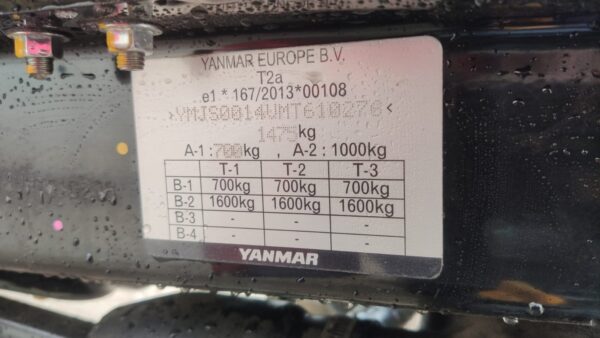 YANMAR EUROPE B.V.
T2a
e1 * 167/2013*00108
>YMJS0014VMT610276<
1475kg
A-1 :700kg , A-2 : 1000kg
T-1 T-2 T-3
B-1 700kg 700kg 700kg
B-2 1600kg 1600kg 1600kg
B-3 - - -
B-4 - - -
YANMAR